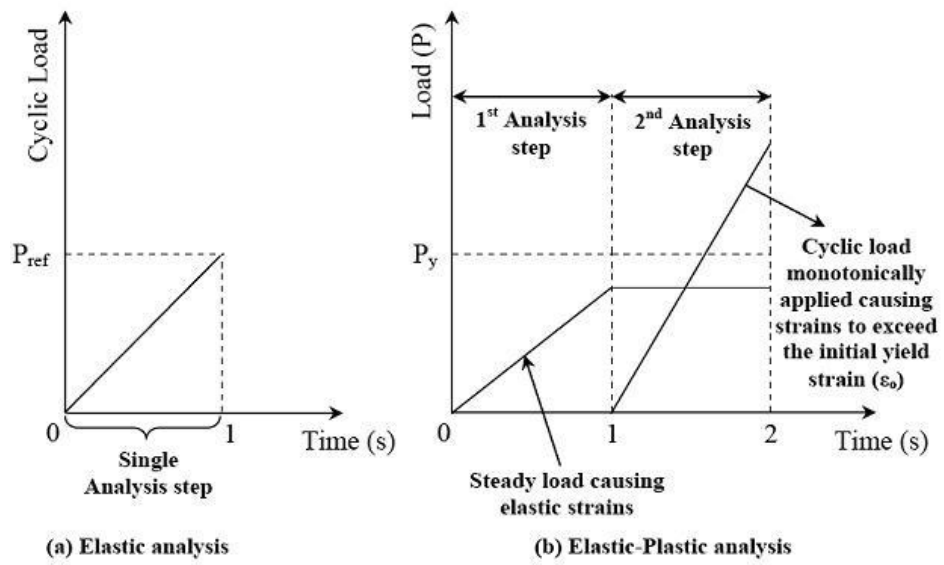 Cyclic Load
P_ref
0
1
Time (s)
Single
Analysis step
(a) Elastic analysis
Load (P)
1st Analysis
step
2nd Analysis
step
P_y
Cyclic load
monotonically
applied causing
strains to exceed
the initial yield
strain (ε₀)
0
1
2
Time (s)
Steady load causing
elastic strains
(b) Elastic-Plastic analysis